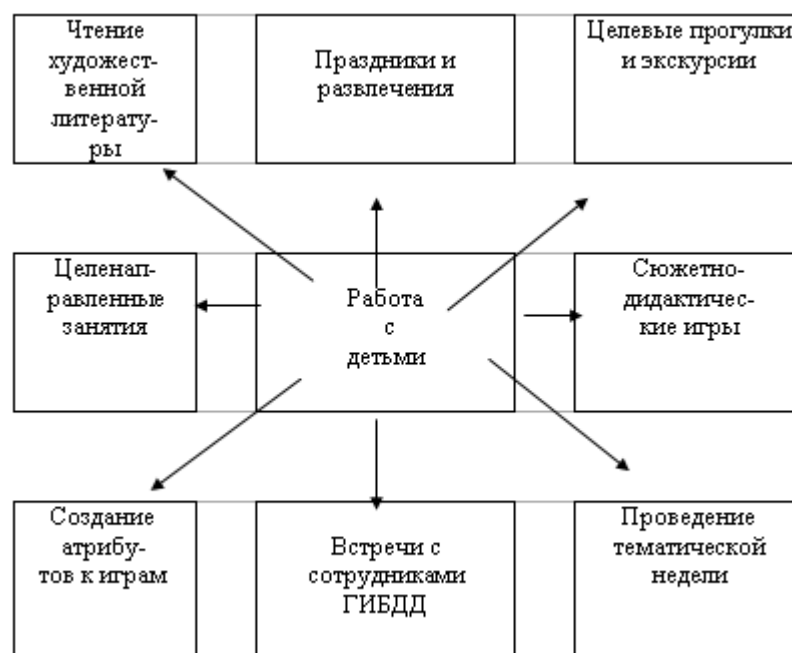 Чтение
художест-
венной
литерату-
ры
Праздники и
развлечения
Целевые прогулки
и экскурсии
Целенап-
равленные
занятия
Работа
с
детьми
Сюжетно-
дидактичес-
кие игры
Создание
атрибу-
тов к играм
Встречи с
сотрудниками
ГИБДД
Проведение
тематической
недели